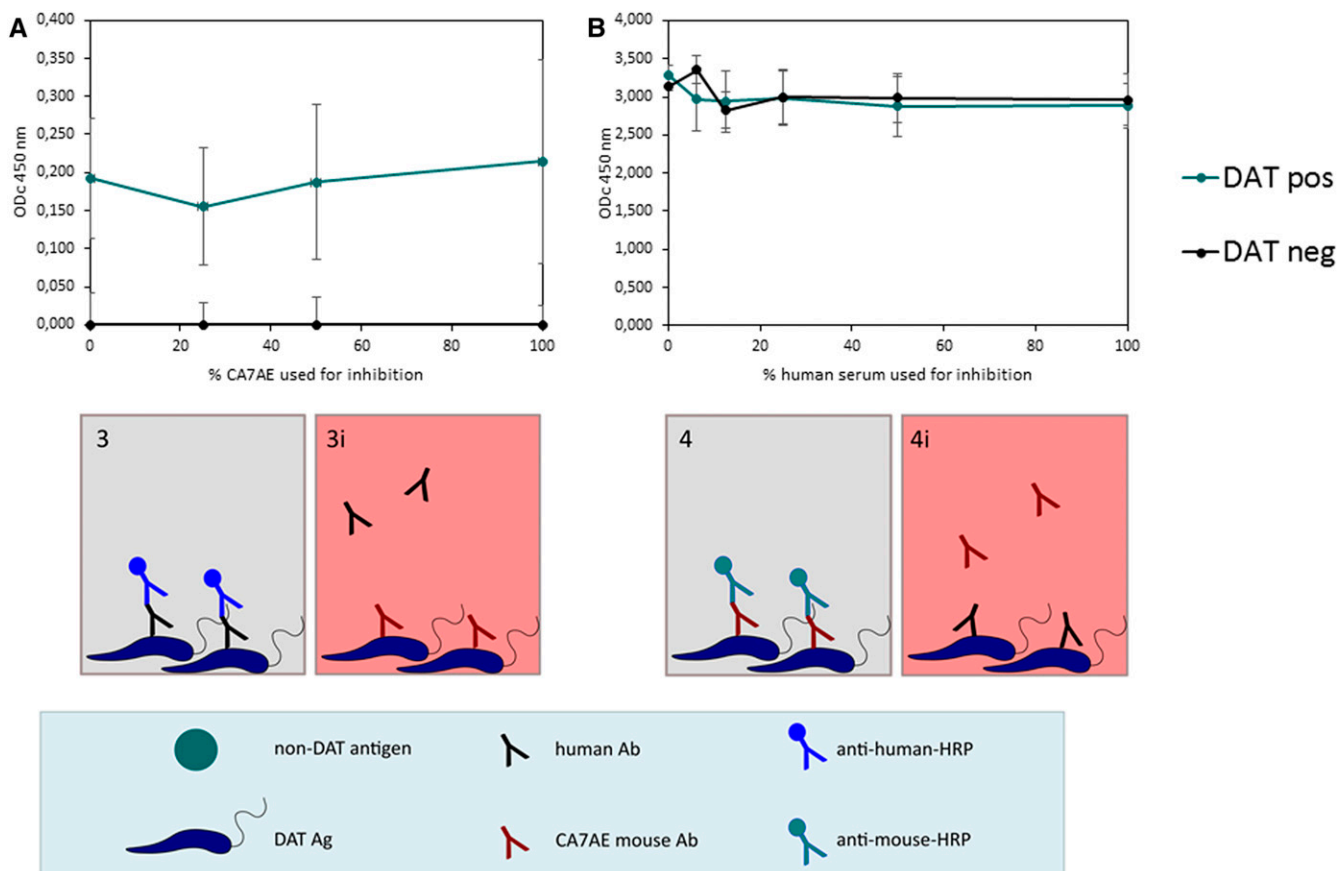 A
0,400
0,350
0,300
0,250
0,200
0,150
0,100
0,050
0,000
ODc 450 nm
0 20 40 60 80 100
% CA7AE used for inhibition
B
4,000
3,500
3,000
2,500
2,000
1,500
1,000
0,500
0,000
ODc 450 nm
0 20 40 60 80 100
% human serum used for inhibition
DAT pos
DAT neg
3
3i
4
4i
non-DAT antigen
human Ab
anti-human-HRP
DAT Ag
CA7AE mouse Ab
anti-mouse-HRP